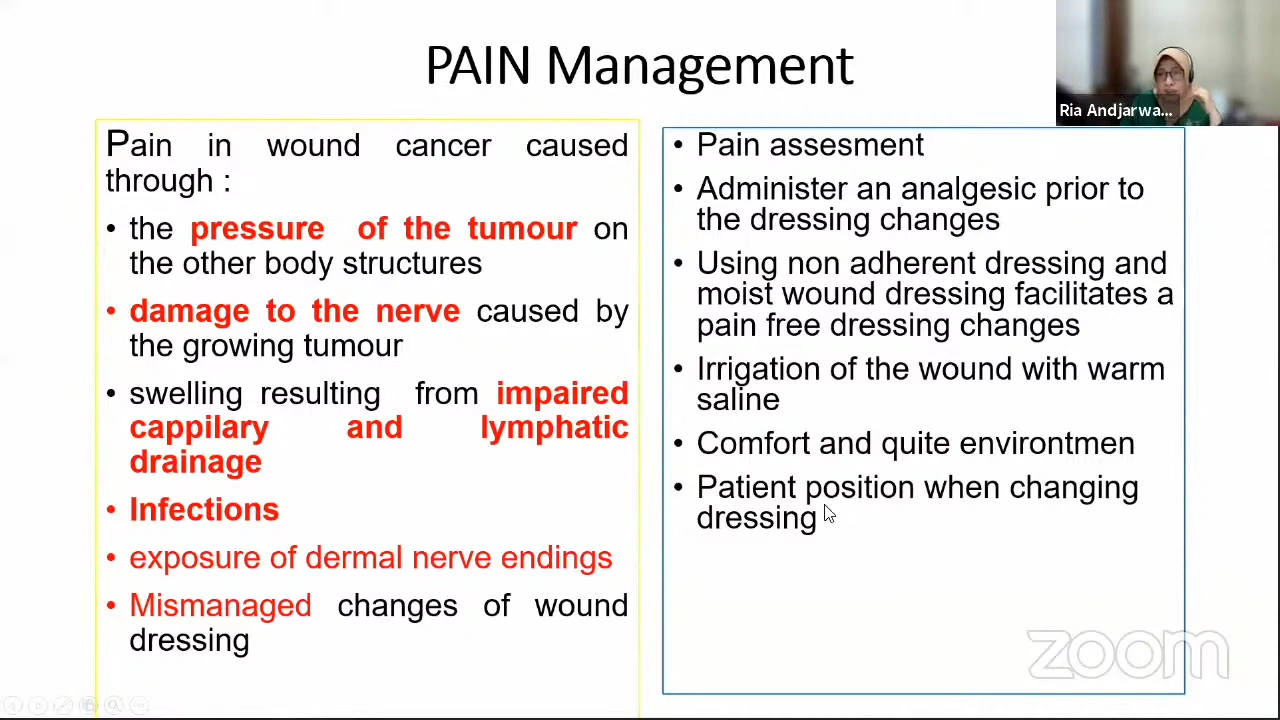 PAIN Management
Ria Andjarwa...
Pain in wound cancer caused
through :
• the pressure of the tumour on
the other body structures
• damage to the nerve caused by
the growing tumour
• swelling resulting from impaired
cappilary and lymphatic
drainage
• Infections
• exposure of dermal nerve endings
• Mismanaged changes of wound
dressing
• Pain assesment
• Administer an analgesic prior to
the dressing changes
• Using non adherent dressing and
moist wound dressing facilitates a
pain free dressing changes
• Irrigation of the wound with warm
saline
• Comfort and quite environtmen
• Patient position when changing
dressing
zoom